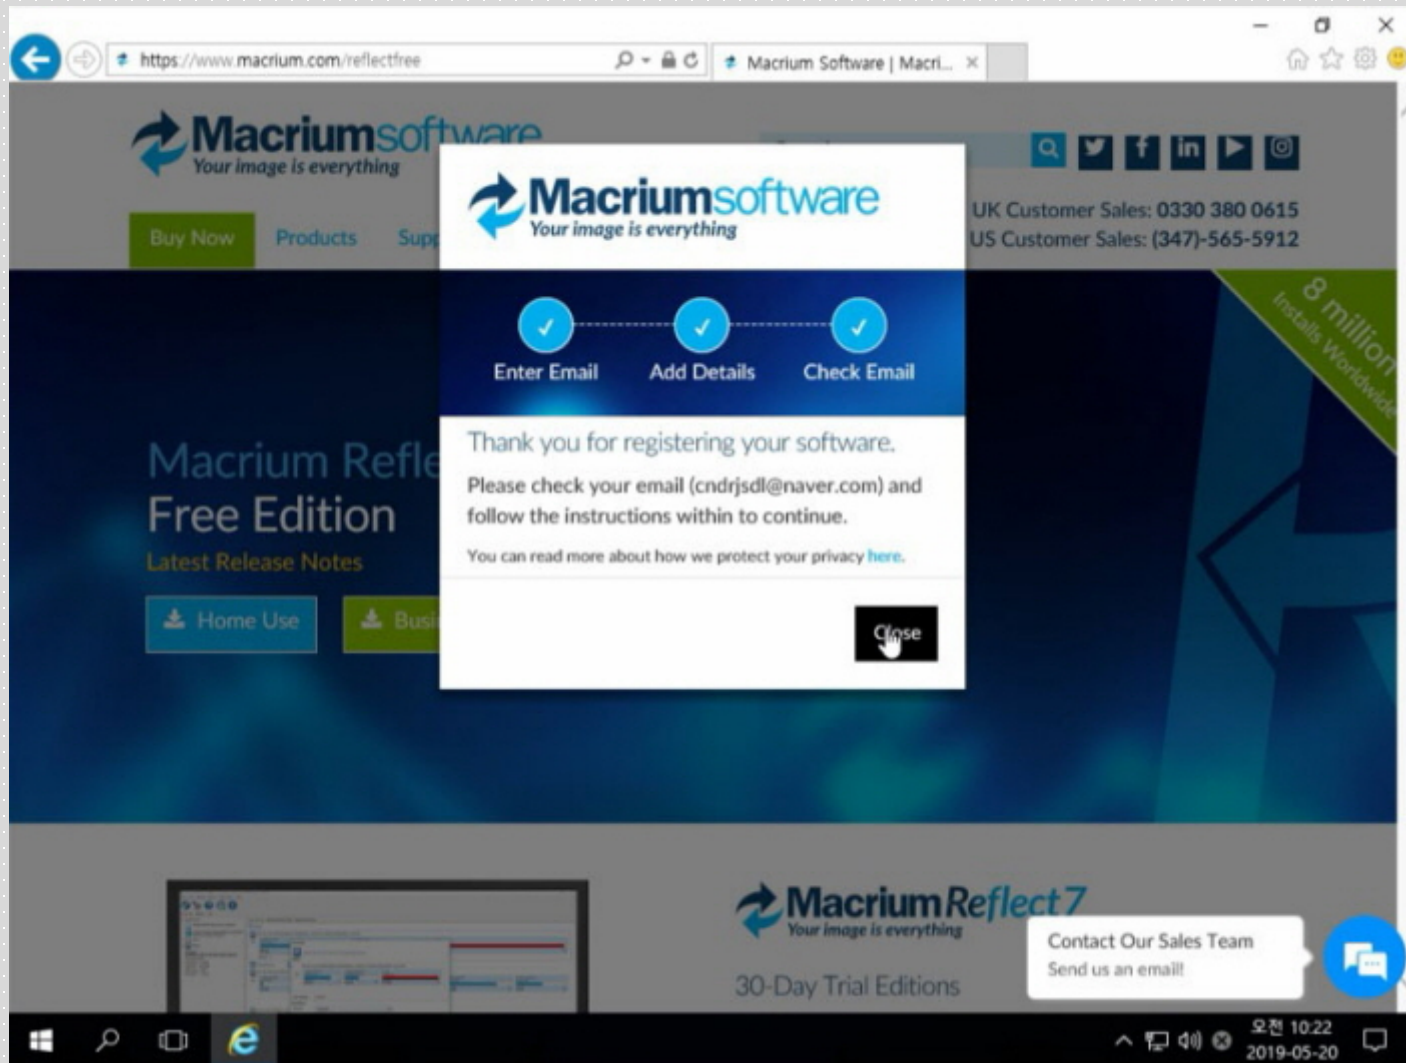 https://www.macrium.com/reflectfree
Macrium Software | Macri...
Macriumsoftware
Your image is everything
UK Customer Sales: 0330 380 0615
US Customer Sales: (347)-565-5912
Buy Now
Products
Supp
Macriumsoftware
Your image is everything
Enter Email
Add Details
Check Email
8 million
Installs Worldwide
Thank you for registering your software.
Please check your email (cndrjsdl@naver.com) and
follow the instructions within to continue.
You can read more about how we protect your privacy here.
Close
Macrium Refle
Free Edition
Latest Release Notes
Home Use
Busi
Macrium Reflect 7
Your image is everything
30-Day Trial Editions
Contact Our Sales Team
Send us an email!
오전 10:22
2019-05-20